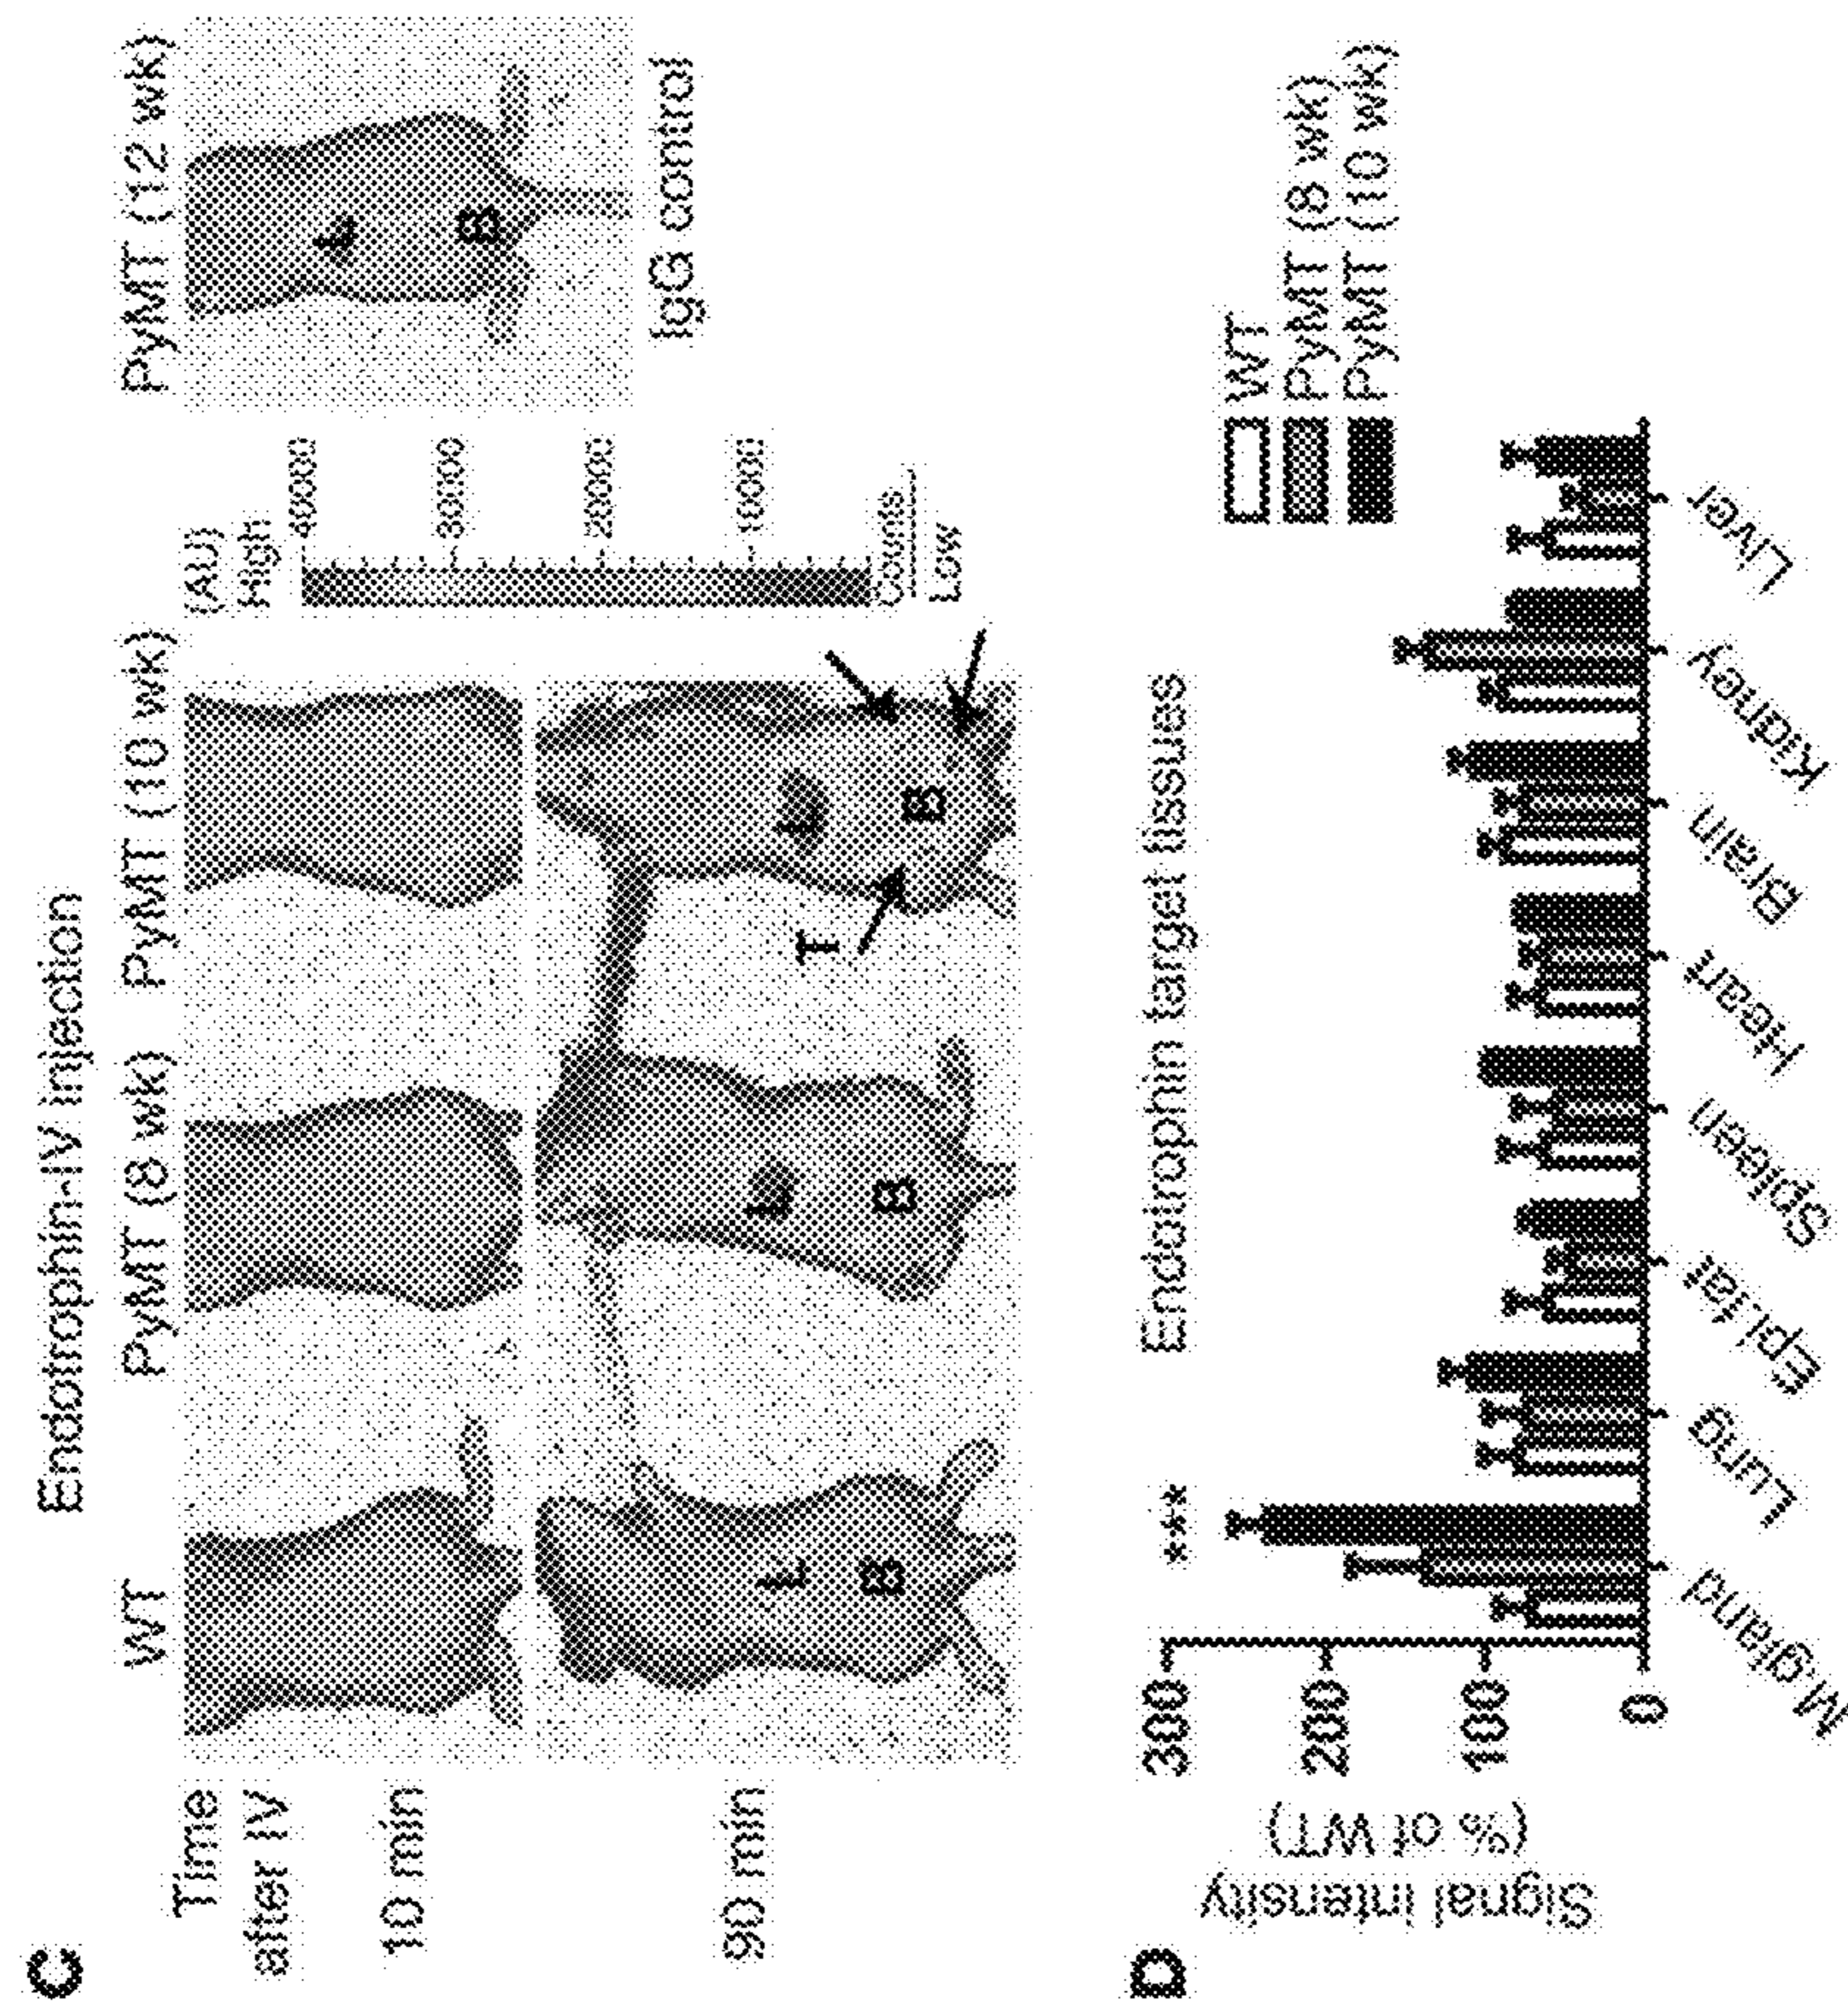 C
Endotrophin-IV injection
Time
after IV
WT
PyMT (8 wk)
PyMT (10 wk)
(AU)
High
40000
30000
20000
10000
Counts
Low
PyMT (12 wk)
10 min
90 min
L
B
L
B
T
L
B
L
B
IgG control
D
Endotrophin target tissues
WT
PyMT (8 wk)
PyMT (10 wk)
Signal intensity
(% of WT)
300
200
100
0
***
M.gland
Lung
Epi.fat
Spleen
Heart
Brain
Kidney
Liver